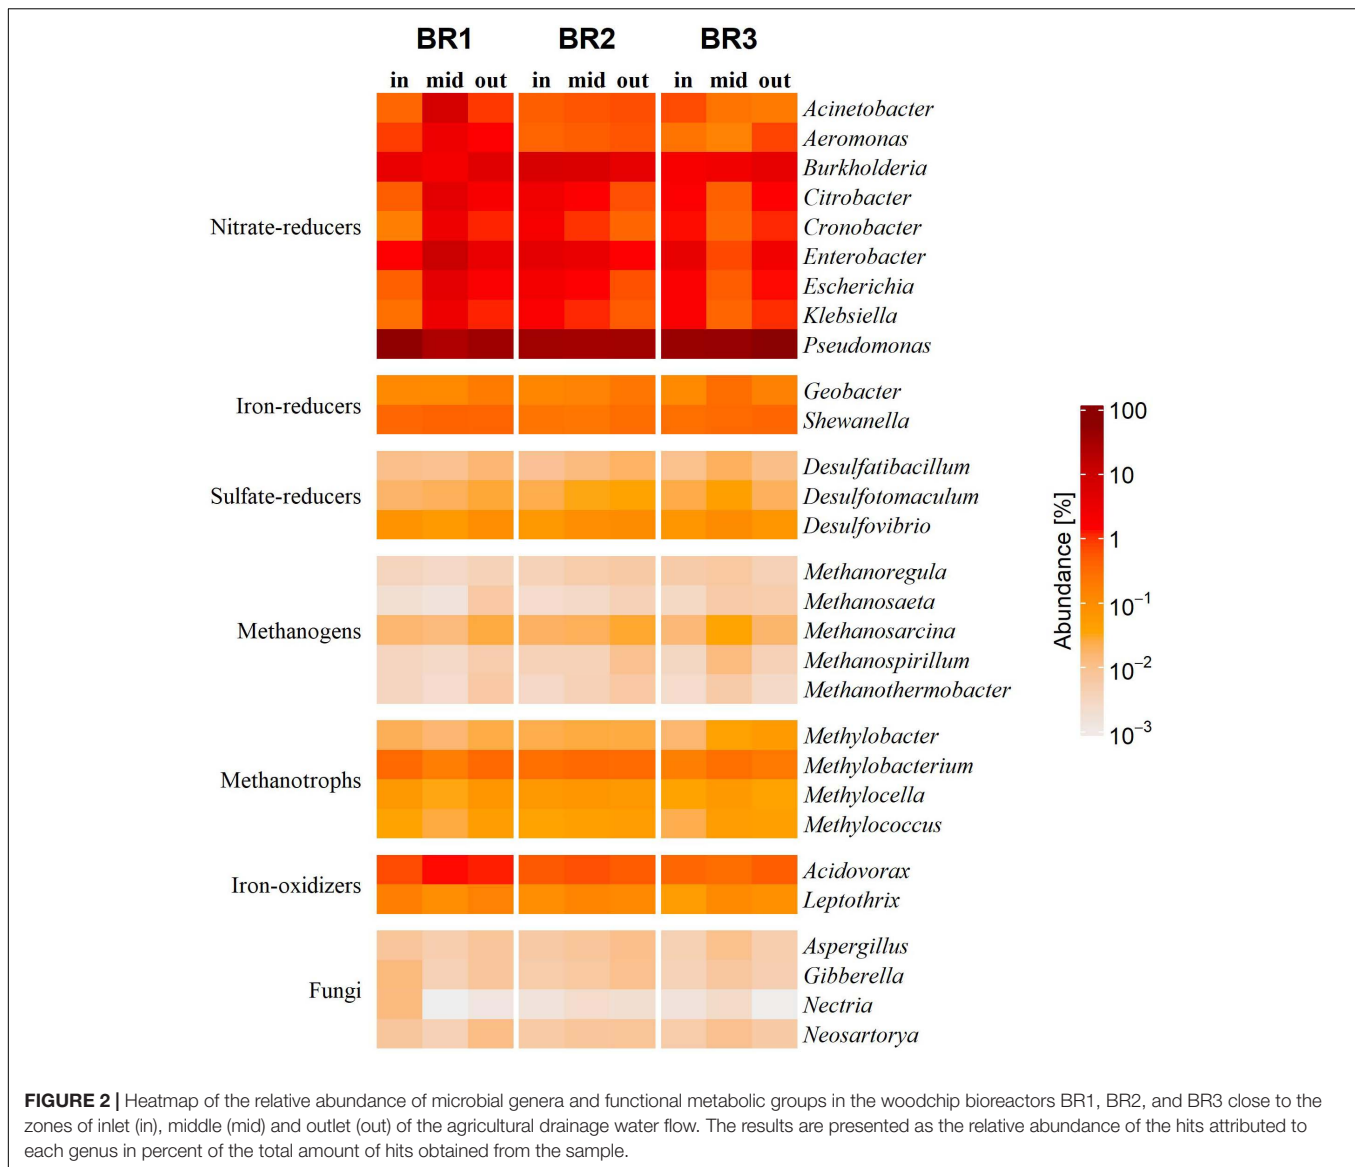 BR1 BR2 BR3
in mid out in mid out in mid out
Nitrate-reducers
Acinetobacter
Aeromonas
Burkholderia
Citrobacter
Cronobacter
Enterobacter
Escherichia
Klebsiella
Pseudomonas
Iron-reducers
Geobacter
Shewanella
Sulfate-reducers
Desulfatibacillum
Desulfotomaculum
Desulfovibrio
Methanogens
Methanoregula
Methanosaeta
Methanosarcina
Methanospirillum
Methanothermobacter
Methanotrophs
Methylobacter
Methylobacterium
Methylocella
Methylococcus
Iron-oxidizers
Acidovorax
Leptothrix
Fungi
Aspergillus
Gibberella
Nectria
Neosartorya
Abundance [%]
100
10
1
10⁻¹
10⁻²
10⁻³
FIGURE 2 | Heatmap of the relative abundance of microbial genera and functional metabolic groups in the woodchip bioreactors BR1, BR2, and BR3 close to the
zones of inlet (in), middle (mid) and outlet (out) of the agricultural drainage water flow. The results are presented as the relative abundance of the hits attributed to
each genus in percent of the total amount of hits obtained from the sample.